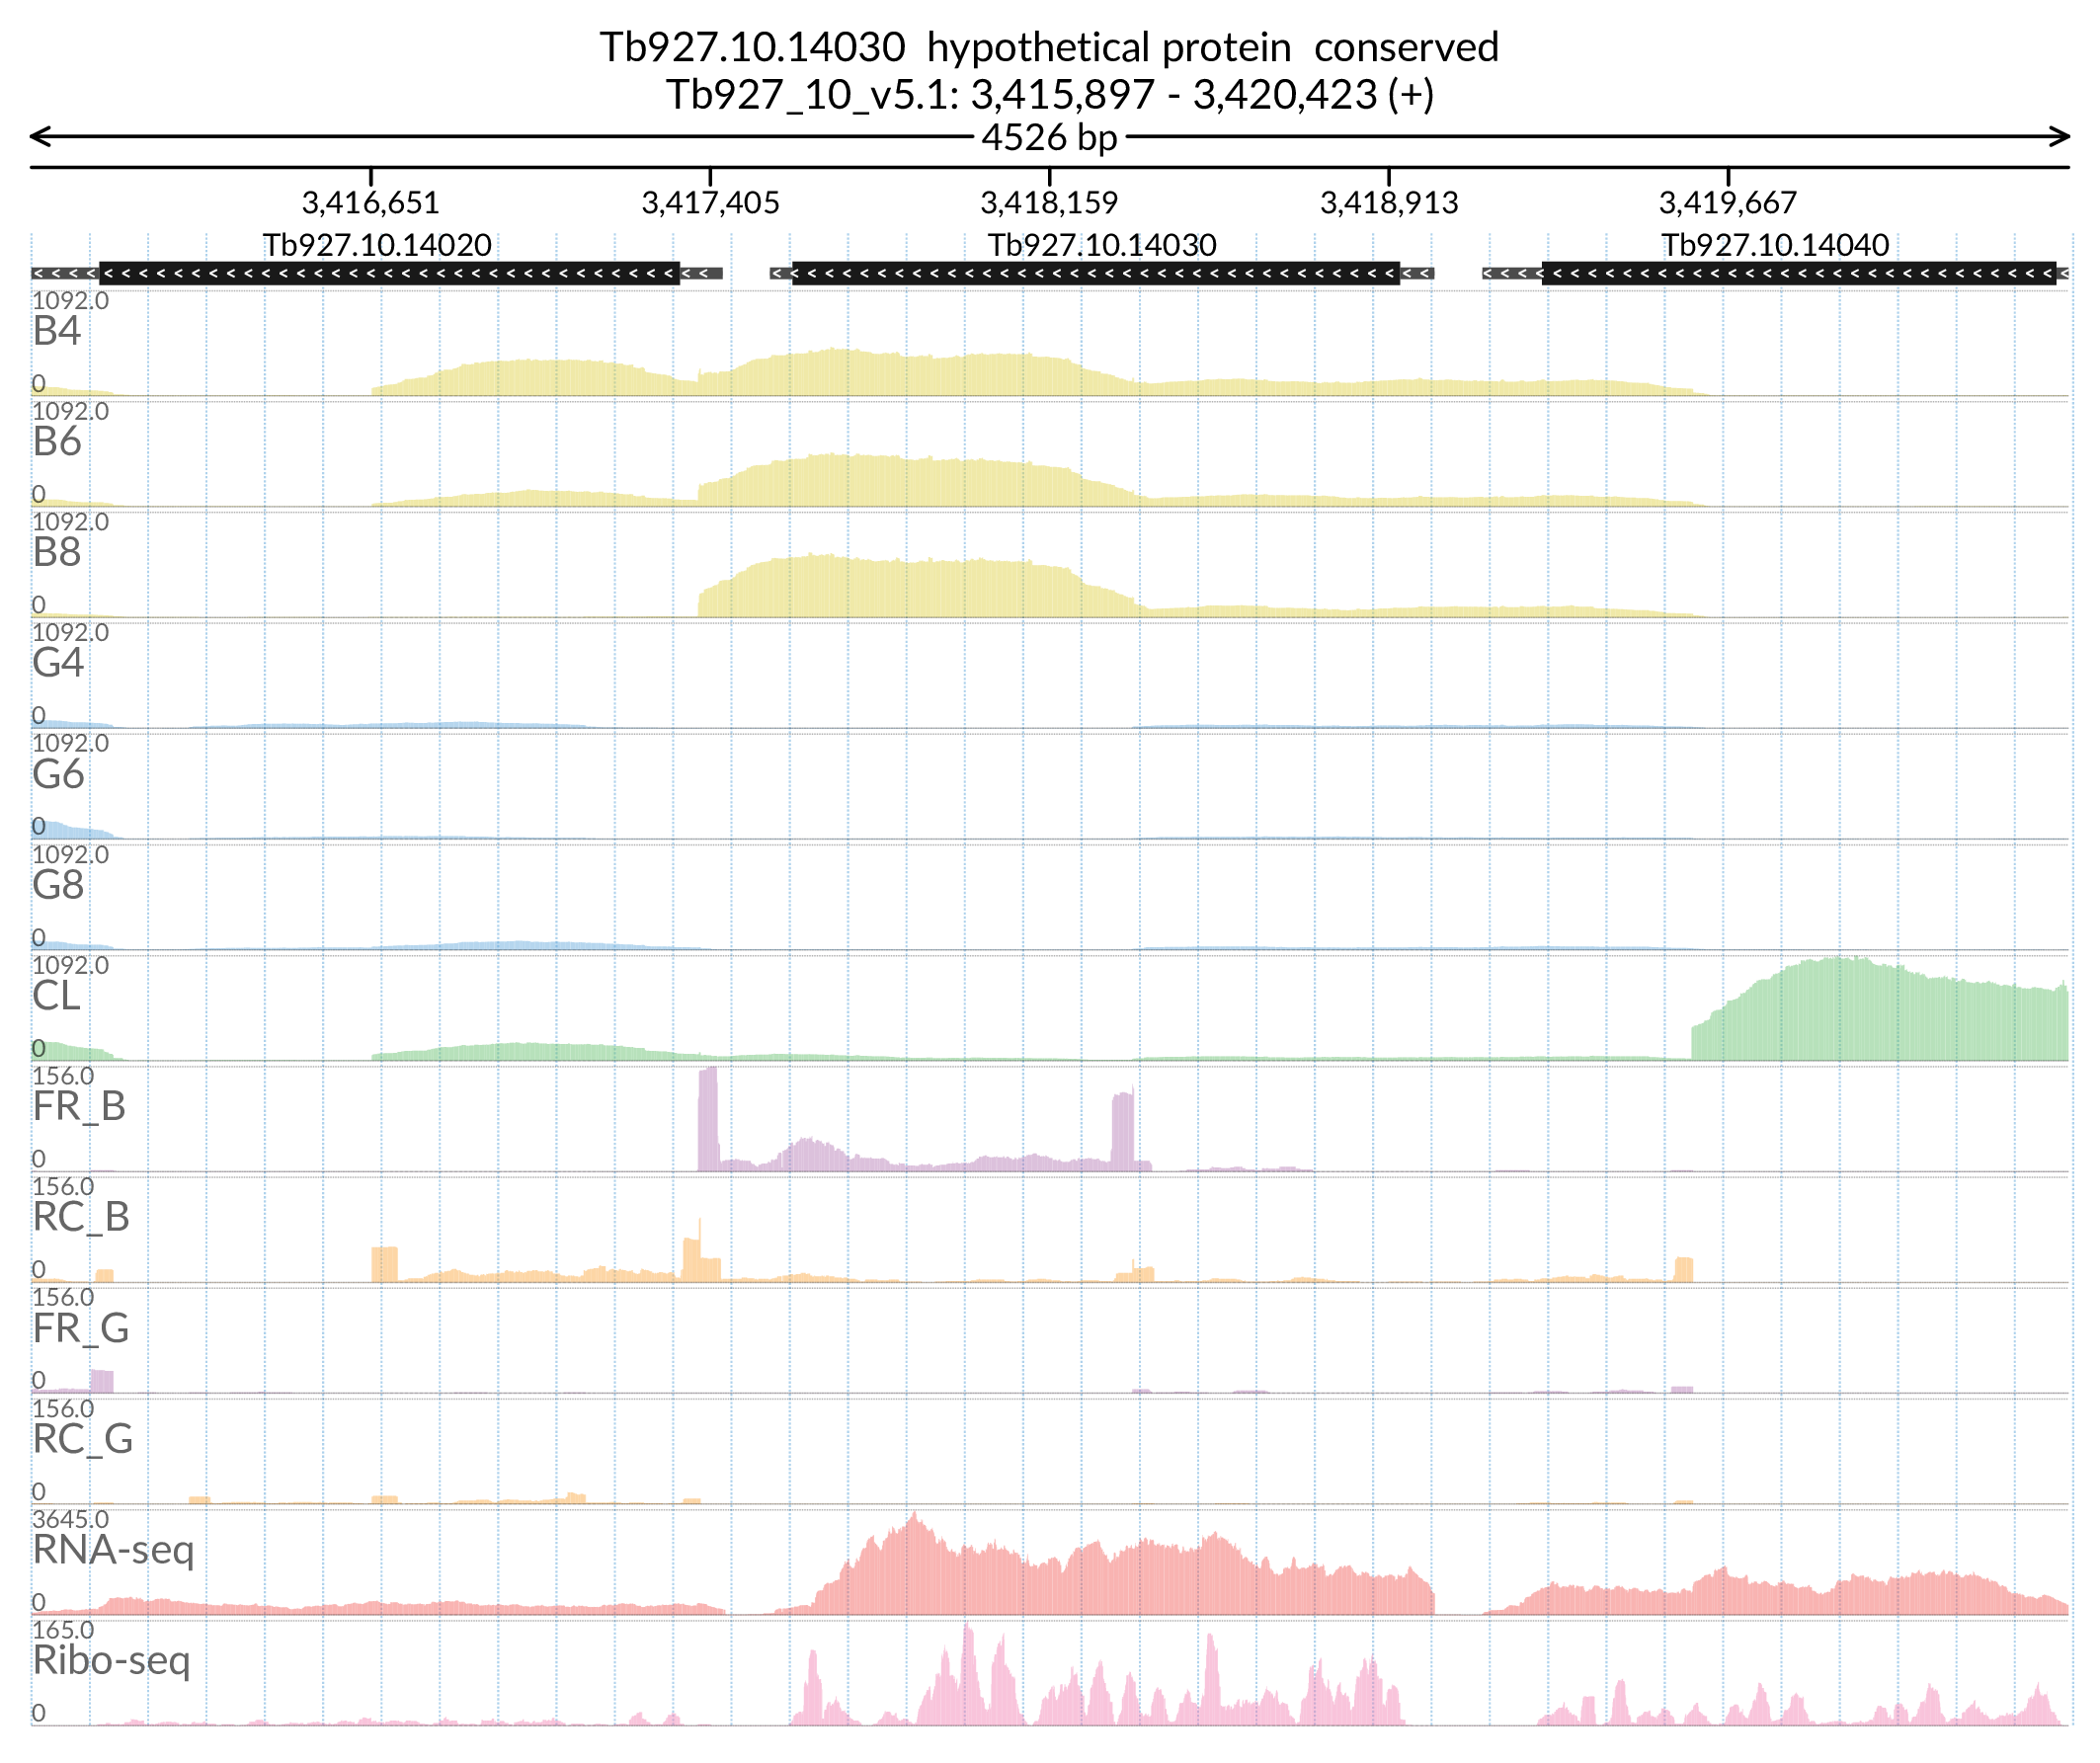 Tb927.10.14030  hypothetical protein  conserved
Tb927_10_v5.1: 3,415,897 - 3,420,423 (+)
4526 bp
3,416,651 3,417,405 3,418,159 3,418,913 3,419,667
Tb927.10.14020 Tb927.10.14030 Tb927.10.14040
1092.0
B4
0
1092.0
B6
0
1092.0
B8
0
1092.0
G4
0
1092.0
G6
0
1092.0
G8
0
1092.0
CL
0
156.0
FR_B
0
156.0
RC_B
0
156.0
FR_G
0
156.0
RC_G
0
3645.0
RNA-seq
0
165.0
Ribo-seq
0